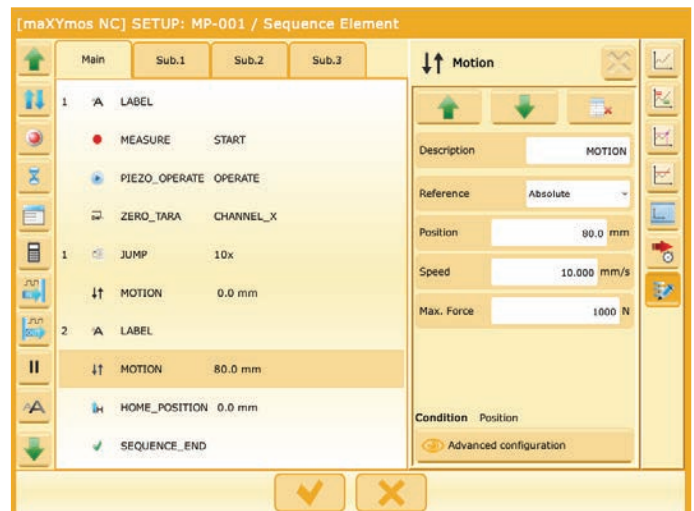 [maXYmos NC] SETUP: MP-001 / Sequence Element
Main Sub.1 Sub.2 Sub.3
1 A LABEL
MEASURE START
PIEZO_OPERATE OPERATE
ZERO_TARA CHANNEL_X
1 JUMP 10x
MOTION 0.0 mm
2 A LABEL
MOTION 80.0 mm
HOME_POSITION 0.0 mm
SEQUENCE_END
Motion
Description MOTION
Reference Absolute
Position 80.0 mm
Speed 10.000 mm/s
Max. Force 1000 N
Condition Position
Advanced configuration